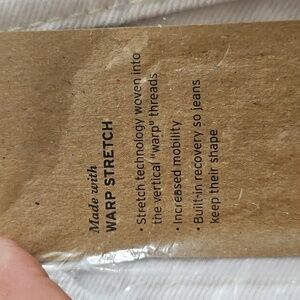 Made with
WARP STRETCH
• Stretch technology woven into
the vertical "warp" threads
• Increased mobility
• Built-in recovery so jeans
keep their shape